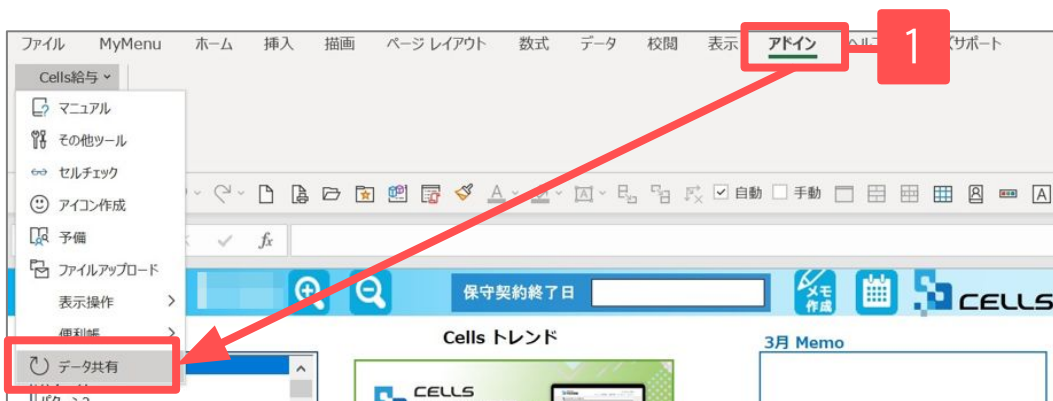 ファイル MyMenu ホーム 挿入 描画 ページ レイアウト 数式 データ 校閲 表示 アドイン サポート
1
Cells給与
マニュアル
その他ツール
セルチェック
自動 手動
アイコン作成
予備
fx
ファイルアップロード
表示操作
保守契約終了日
メモ作成
CELLS
便利帳
Cells トレンド
3月 Memo
データ共有
CELLS